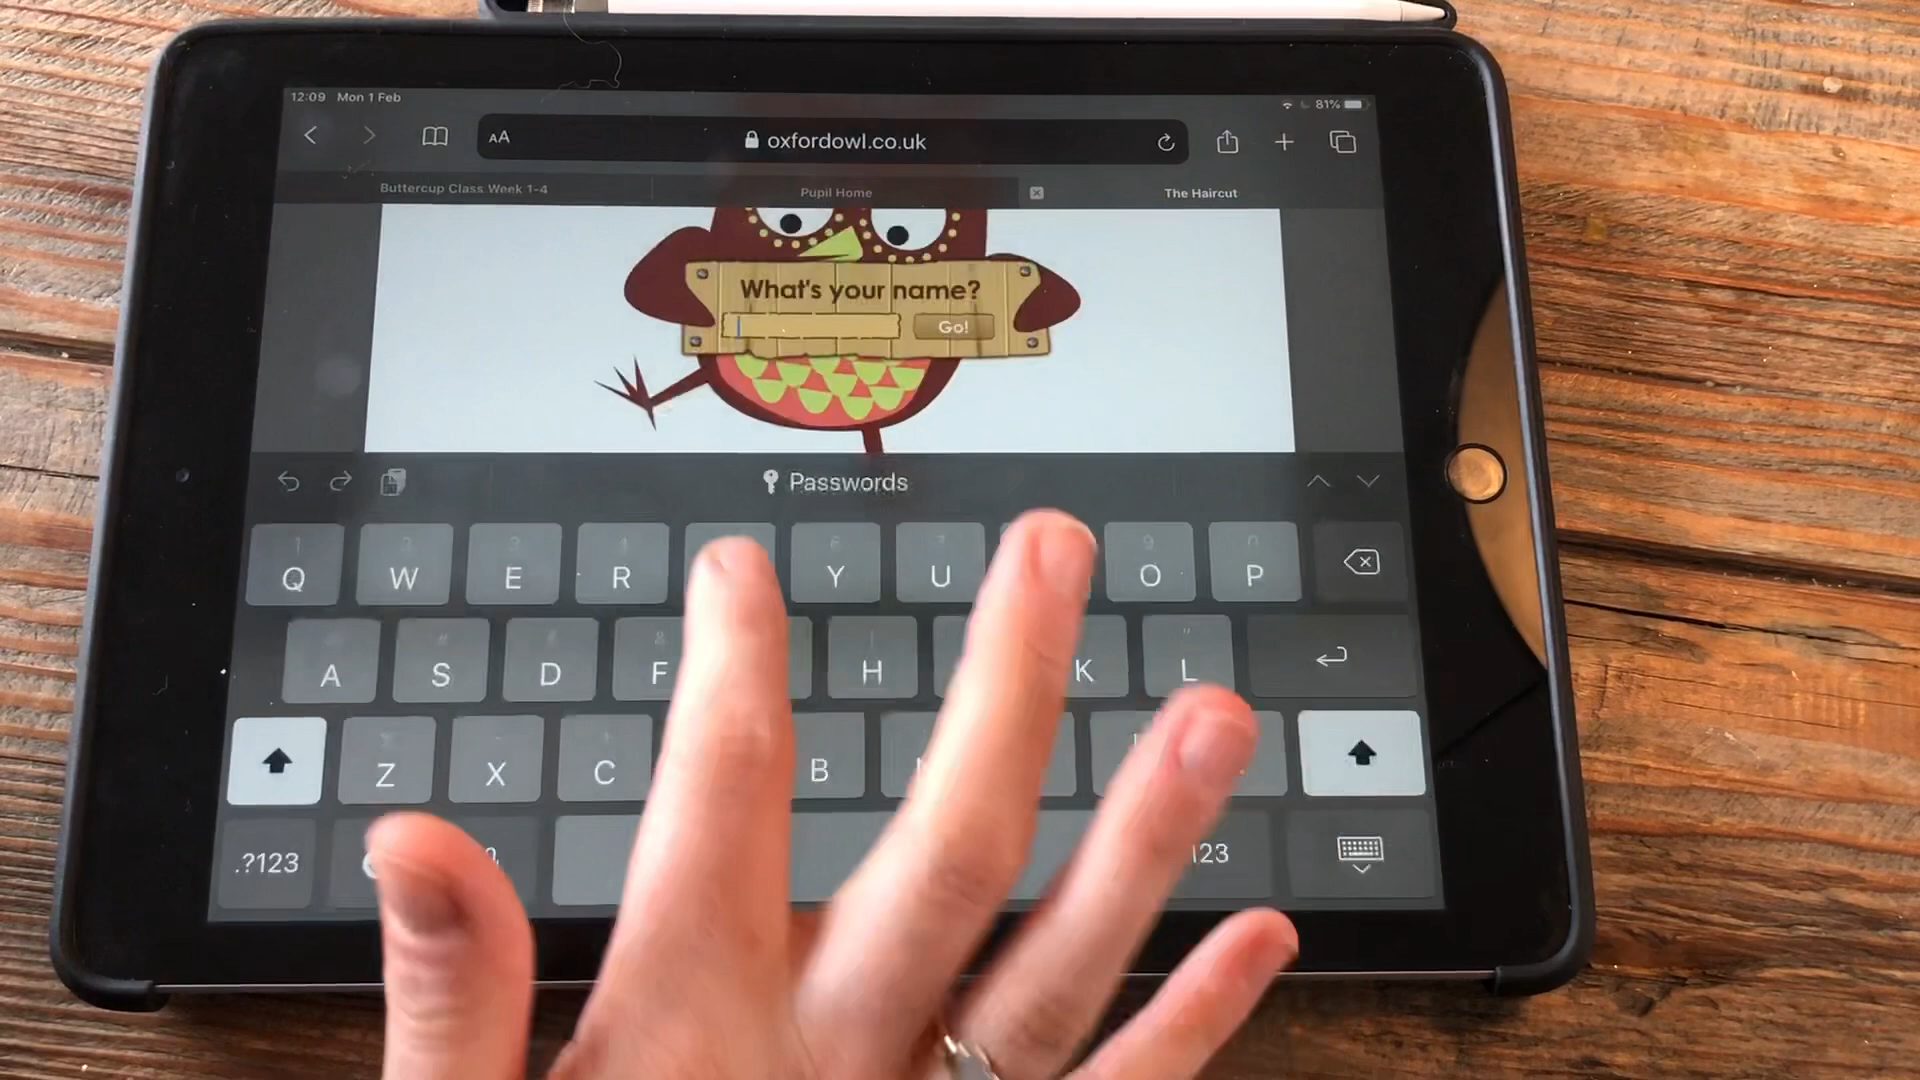 12:09 Mon 1 Feb 81%
AA oxfordowl.co.uk
Buttercup Class Week 1-4 Pupil Home The Haircut
What's your name?
Go!
Passwords
Q W E R Y U O P
A S D F H K L
Z X C B
.?123 123